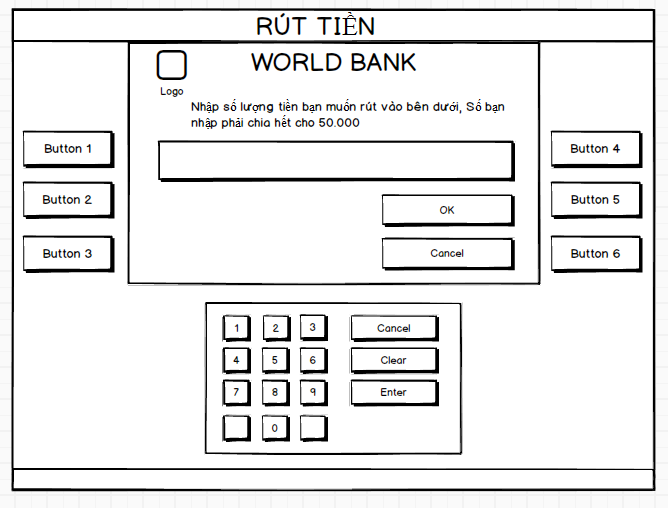 RÚT TIỀN
WORLD BANK
Logo
Nhập số lượng tiền bạn muốn rút vào bên dưới, Số bạn
nhập phải chia hết cho 50.000
Button 1
Button 4
OK
Button 2
Button 5
Cancel
Button 3
Button 6
1 2 3 Cancel
4 5 6 Clear
7 8 9 Enter
0